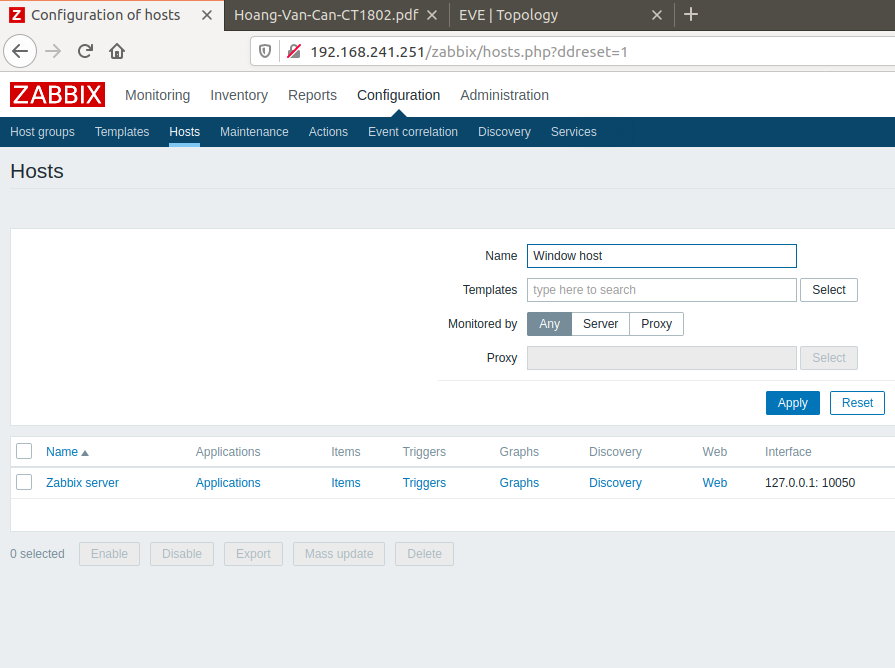 Z Configuration of hosts Hoang-Van-Can-CT1802.pdf EVE | Topology
192.168.241.251/zabbix/hosts.php?ddreset=1
ZABBIX Monitoring Inventory Reports Configuration Administration
Host groups Templates Hosts Maintenance Actions Event correlation Discovery Services
Hosts
Name Window host
Templates type here to search Select
Monitored by Any Server Proxy
Proxy Select
Apply Reset
Name Applications Items Triggers Graphs Discovery Web Interface
Zabbix server Applications Items Triggers Graphs Discovery Web 127.0.0.1: 10050
0 selected Enable Disable Export Mass update Delete